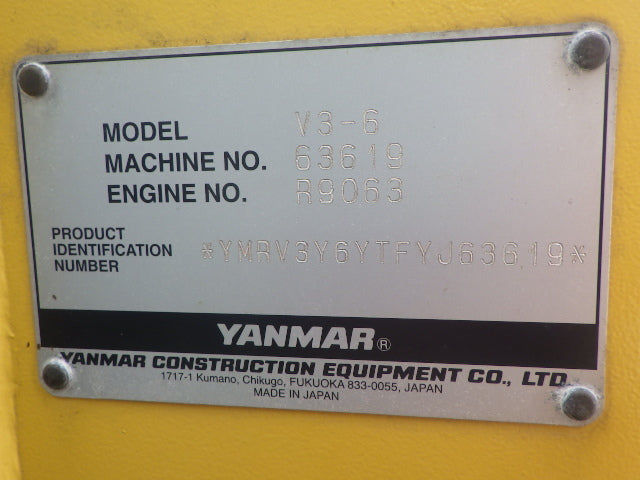 MODEL V3-6
MACHINE NO. 63619
ENGINE NO. R9063
PRODUCT
IDENTIFICATION
NUMBER
*YMRV3Y6YTFYJ63619*
YANMAR®
YANMAR CONSTRUCTION EQUIPMENT CO., LTD.
1717-1 Kumano, Chikugo, FUKUOKA 833-0055, JAPAN
MADE IN JAPAN